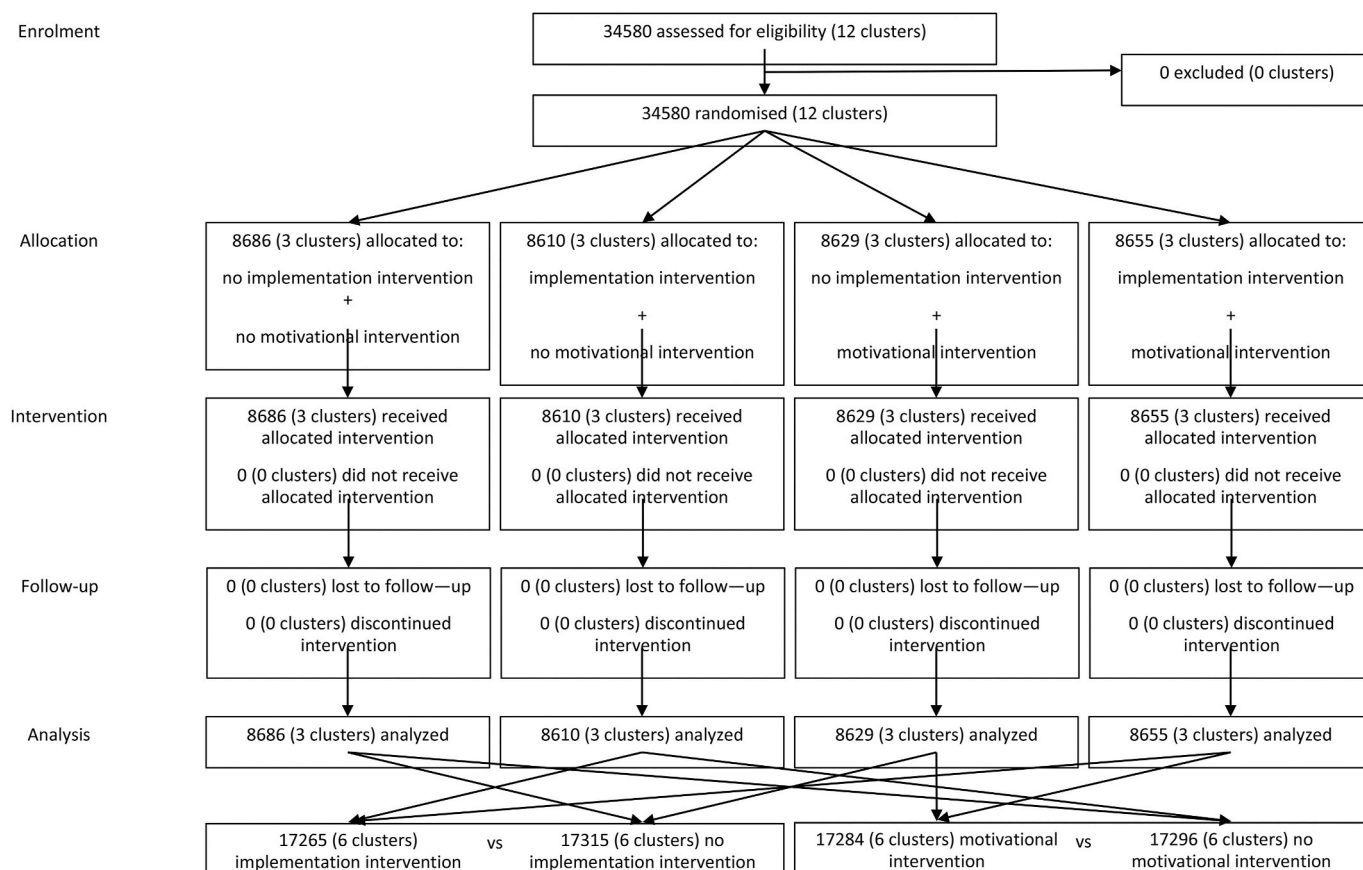 Enrolment
34580 assessed for eligibility (12 clusters)
0 excluded (0 clusters)
34580 randomised (12 clusters)
Allocation
8686 (3 clusters) allocated to:
no implementation intervention
+
no motivational intervention
8610 (3 clusters) allocated to:
implementation intervention
+
no motivational intervention
8629 (3 clusters) allocated to:
no implementation intervention
+
motivational intervention
8655 (3 clusters) allocated to:
implementation intervention
+
motivational intervention
Intervention
8686 (3 clusters) received
allocated intervention
0 (0 clusters) did not receive
allocated intervention
8610 (3 clusters) received
allocated intervention
0 (0 clusters) did not receive
allocated intervention
8629 (3 clusters) received
allocated intervention
0 (0 clusters) did not receive
allocated intervention
8655 (3 clusters) received
allocated intervention
0 (0 clusters) did not receive
allocated intervention
Follow-up
0 (0 clusters) lost to follow—up
0 (0 clusters) discontinued
intervention
0 (0 clusters) lost to follow—up
0 (0 clusters) discontinued
intervention
0 (0 clusters) lost to follow—up
0 (0 clusters) discontinued
intervention
0 (0 clusters) lost to follow—up
0 (0 clusters) discontinued
intervention
Analysis
8686 (3 clusters) analyzed
8610 (3 clusters) analyzed
8629 (3 clusters) analyzed
8655 (3 clusters) analyzed
17265 (6 clusters)
implementation intervention
vs
17315 (6 clusters) no
implementation intervention
17284 (6 clusters) motivational
intervention
vs
17296 (6 clusters) no
motivational intervention